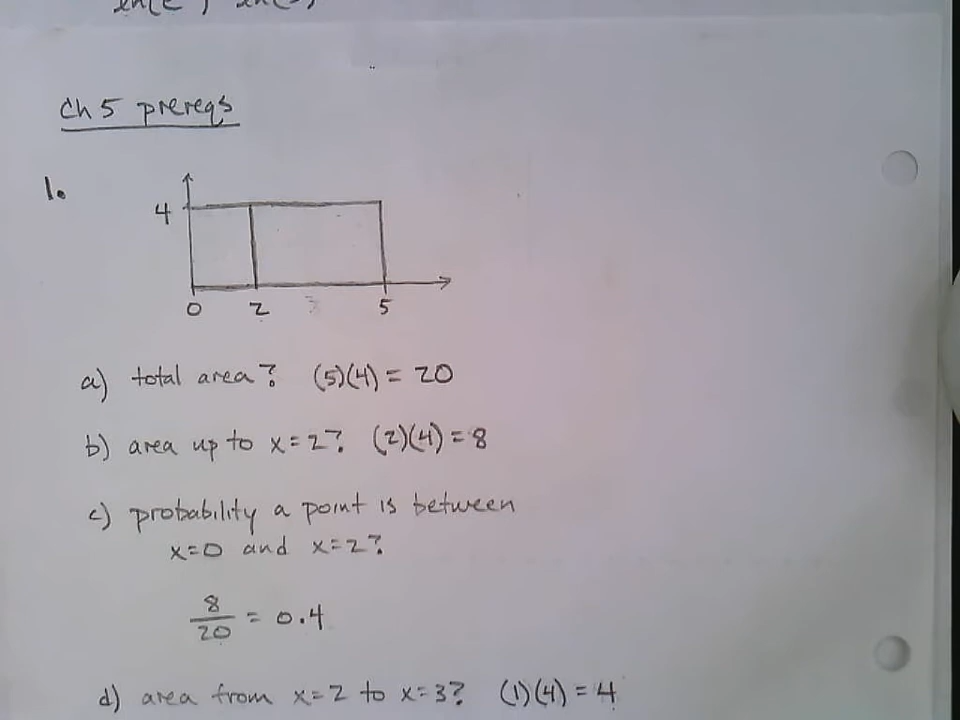 Ch 5 prereqs
1.
4
0 2 3 5
a) total area? (5)(4) = 20
b) area up to x=2? (2)(4) = 8
c) probability a point is between
x=0 and x=2?
8/20 = 0.4
d) area from x=2 to x=3? (1)(4) = 4